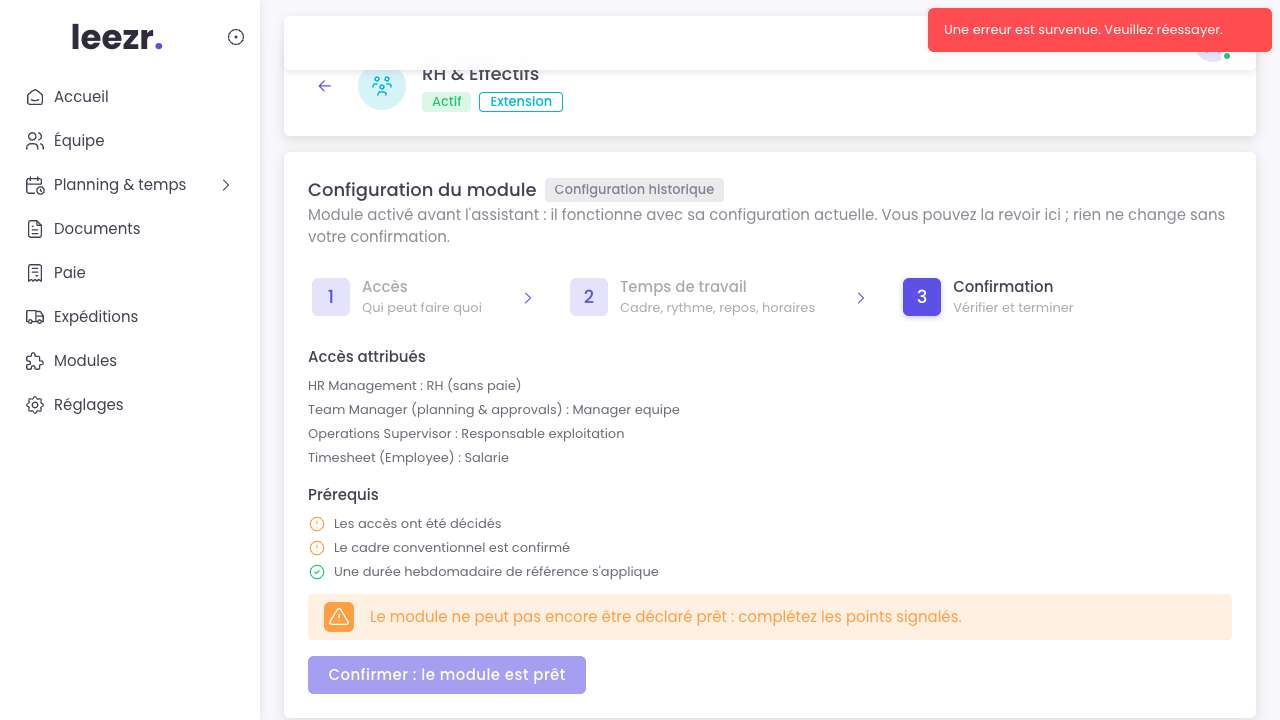 leezr.
Une erreur est survenue. Veuillez réessayer.
Accueil
Équipe
Planning & temps
Documents
Paie
Expéditions
Modules
Réglages
RH & Effectifs
Actif
Extension
Configuration du module
Configuration historique
Module activé avant l'assistant : il fonctionne avec sa configuration actuelle. Vous pouvez la revoir ici ; rien ne change sans
votre confirmation.
1
Accès
Qui peut faire quoi
2
Temps de travail
Cadre, rythme, repos, horaires
3
Confirmation
Vérifier et terminer
Accès attribués
HR Management : RH (sans paie)
Team Manager (planning & approvals) : Manager equipe
Operations Supervisor : Responsable exploitation
Timesheet (Employee) : Salarie
Prérequis
Les accès ont été décidés
Le cadre conventionnel est confirmé
Une durée hebdomadaire de référence s'applique
Le module ne peut pas encore être déclaré prêt : complétez les points signalés.
Confirmer : le module est prêt